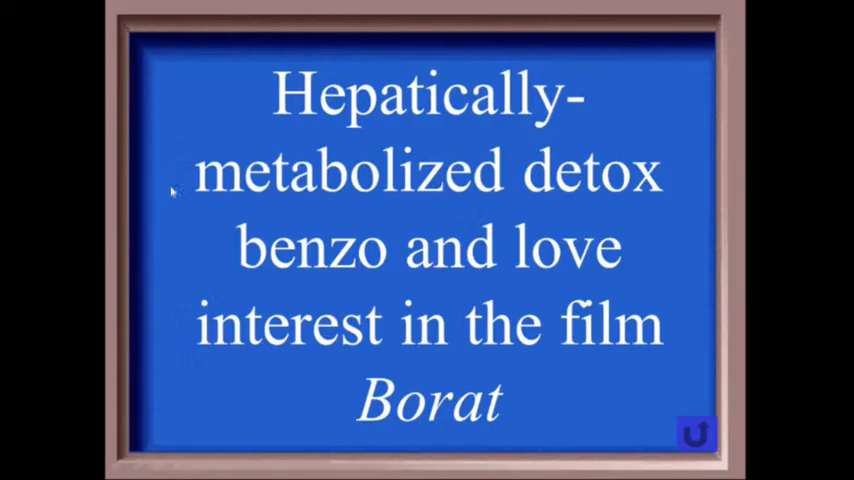 Hepatically-
metabolized detox
benzo and love
interest in the film
Borat